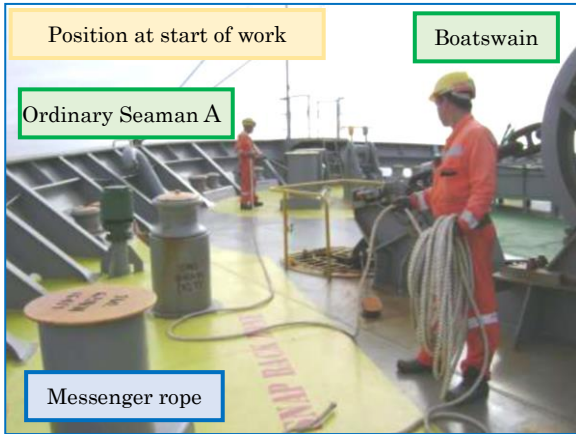 Position at start of work
Boatswain
Ordinary Seaman A
SNAP BACK
Messenger rope